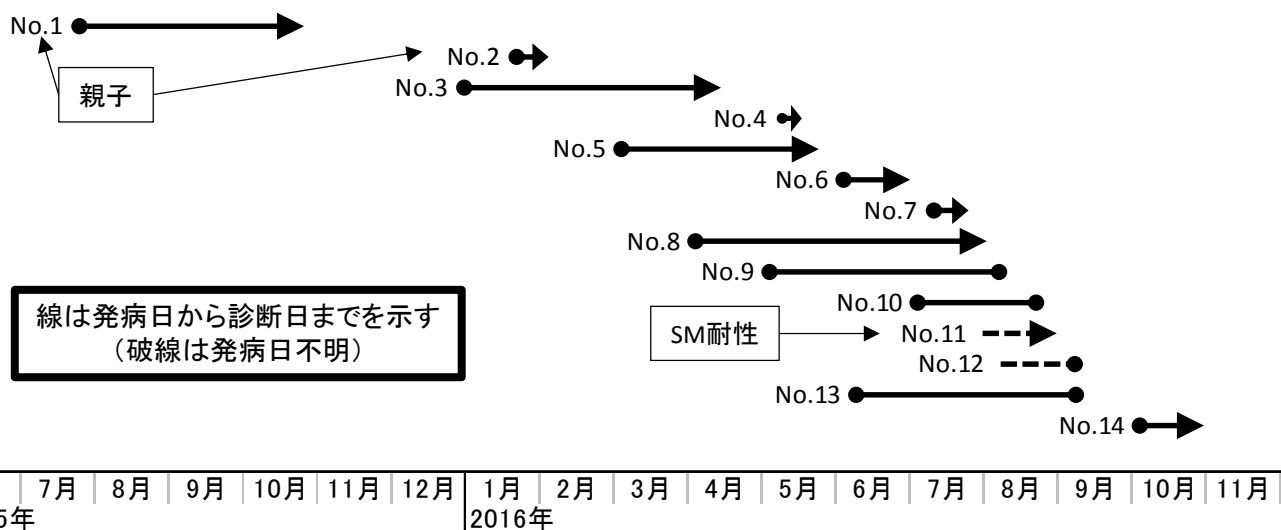 No.1
No.2
親子
No.3
No.4
No.5
No.6
No.7
No.8
No.9
線は発病日から診断日までを示す
(破線は発病日不明)
No.10
SM耐性
No.11
No.12
No.13
No.14
7月 8月 9月 10月 11月 12月 1月 2月 3月 4月 5月 6月 7月 8月 9月 10月 11月
5年 2016年